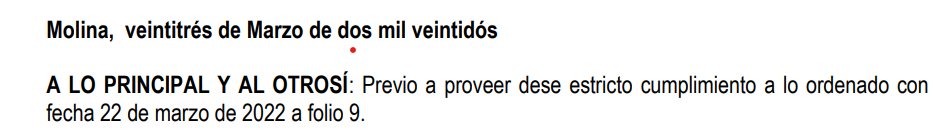 Molina, veintitrés de Marzo de dos mil veintidós
A LO PRINCIPAL Y AL OTROSÍ: Previo a proveer dese estricto cumplimiento a lo ordenado con
fecha 22 de marzo de 2022 a folio 9.